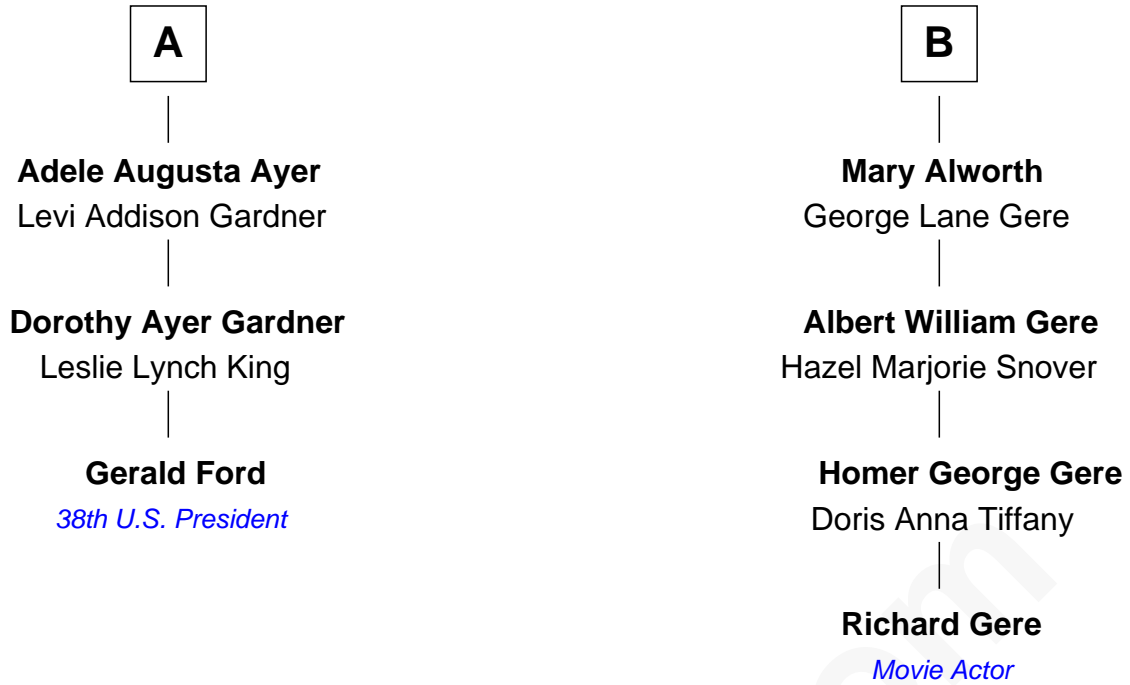 A
Adele Augusta Ayer
Levi Addison Gardner
Dorothy Ayer Gardner
Leslie Lynch King
Gerald Ford
38th U.S. President
B
Mary Alworth
George Lane Gere
Albert William Gere
Hazel Marjorie Snover
Homer George Gere
Doris Anna Tiffany
Richard Gere
Movie Actor